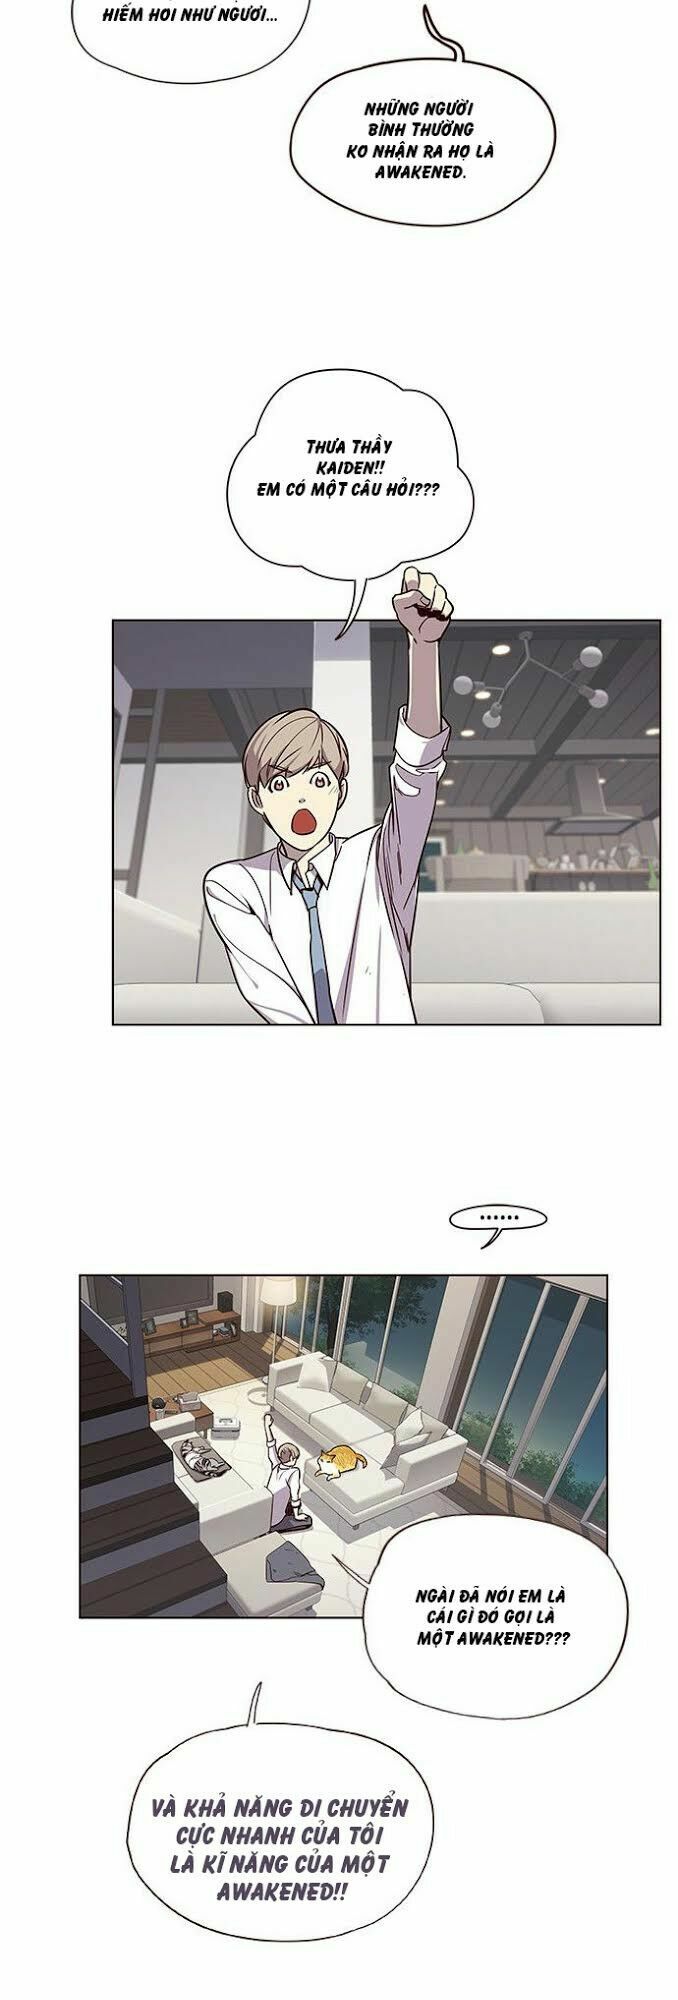 HIẾM HOI NHƯ NGƯƠI...
NHỮNG NGƯỜI
BÌNH THƯỜNG
KO NHẬN RA HỌ LÀ
AWAKENED.
THƯA THẦY
KAIDEN!!
EM CÓ MỘT CÂU HỎI???
......
NGÀI ĐÃ NÓI EM LÀ
CÁI GÌ ĐÓ GỌI LÀ
MỘT AWAKENED???
VÀ KHẢ NĂNG DI CHUYỂN
CỰC NHANH CỦA TÔI
LÀ KĨ NĂNG CỦA MỘT
AWAKENED!!